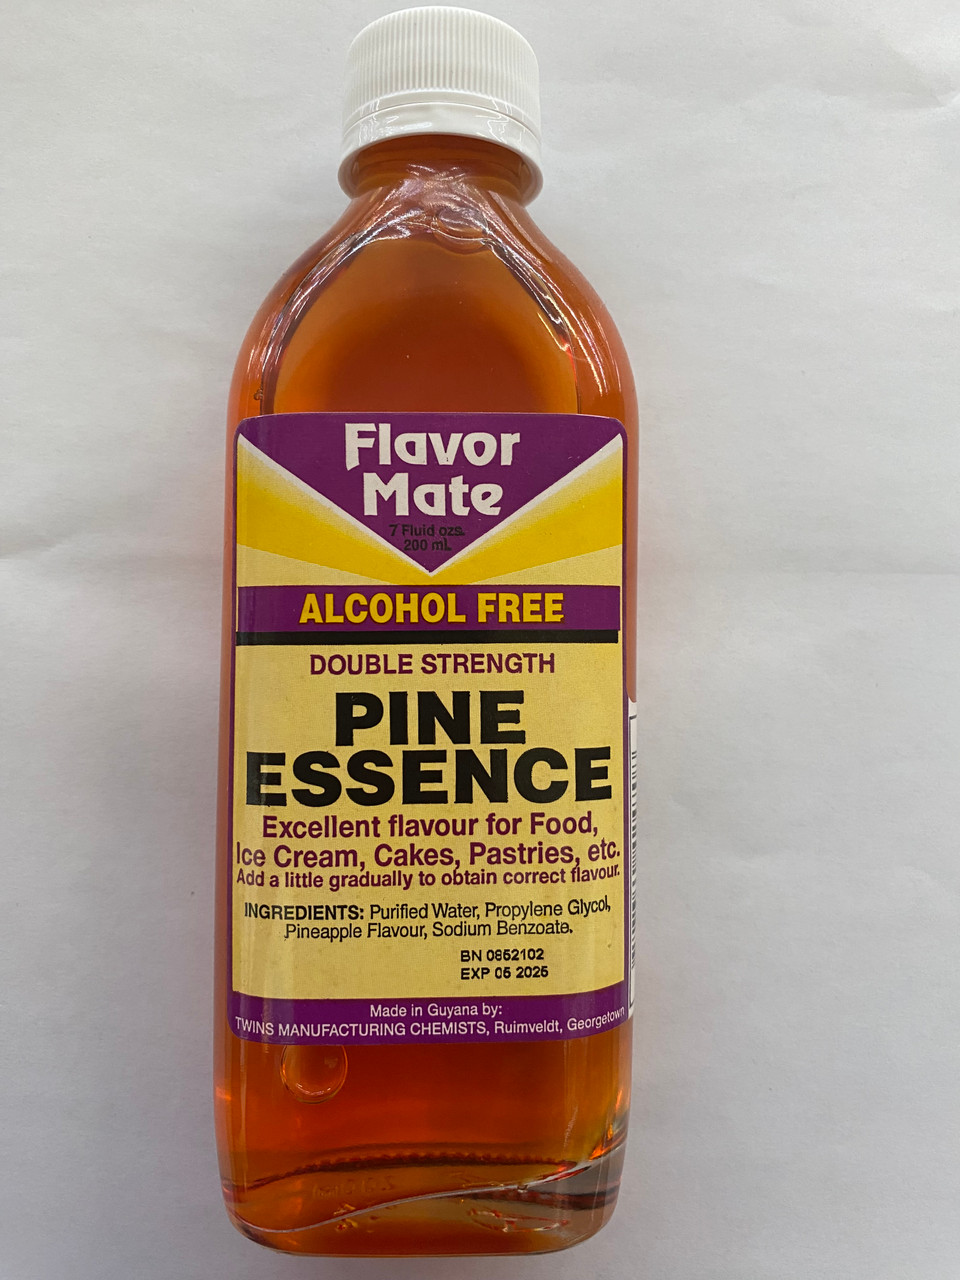 Flavor
Mate
7 Fluid ozs.
200 mL
ALCOHOL FREE
DOUBLE STRENGTH
PINE
ESSENCE
Excellent flavour for Food,
Ice Cream, Cakes, Pastries, etc.
Add a little gradually to obtain correct flavour.
INGREDIENTS: Purified Water, Propylene Glycol,
Pineapple Flavour, Sodium Benzoate.
BN 0852102
EXP 05 2025
Made in Guyana by:
TWINS MANUFACTURING CHEMISTS, Ruimveldt, Georgetown